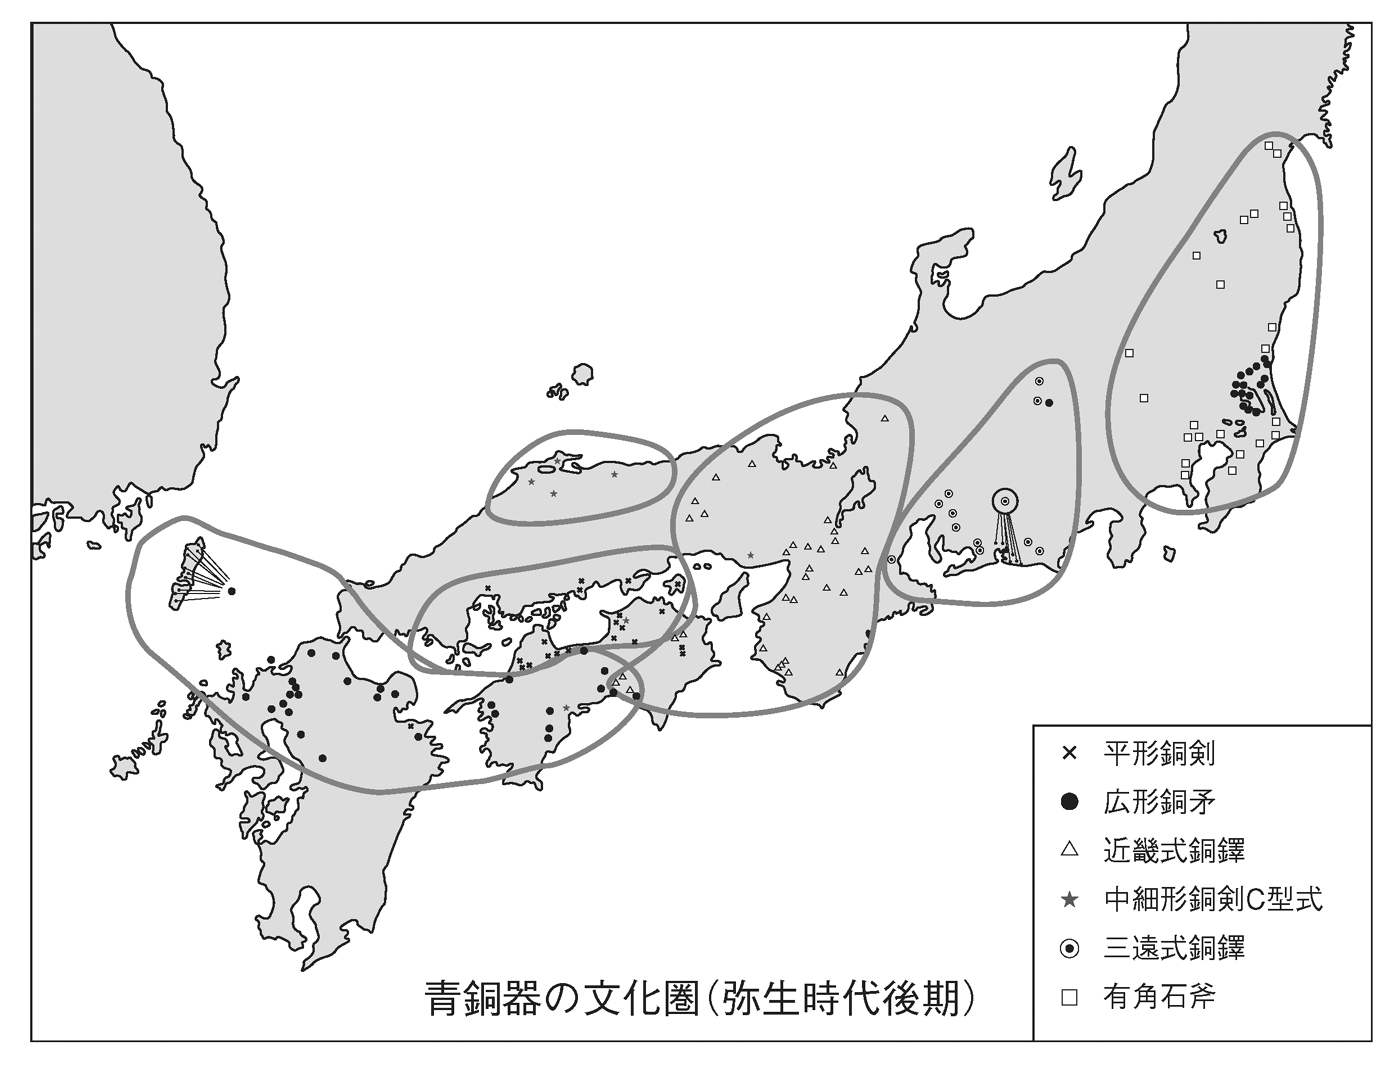 平形銅剣
広形銅矛
近畿式銅鐸
中細形銅剣C型式
三遠式銅鐸
有角石斧
青銅器の文化圏(弥生時代後期)